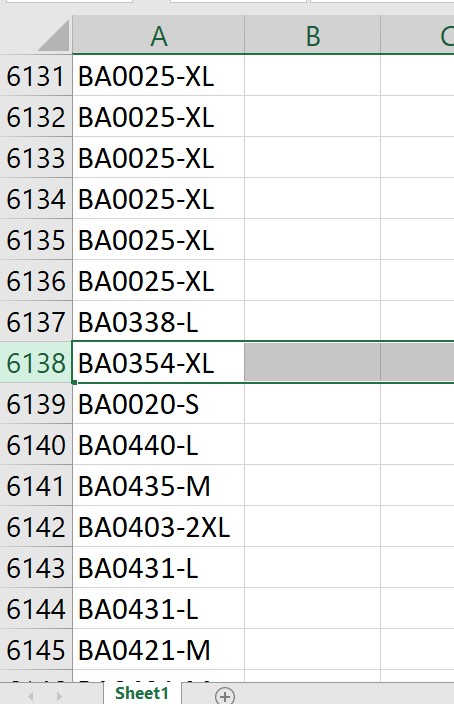 A B C
6131 BA0025-XL
6132 BA0025-XL
6133 BA0025-XL
6134 BA0025-XL
6135 BA0025-XL
6136 BA0025-XL
6137 BA0338-L
6138 BA0354-XL
6139 BA0020-S
6140 BA0440-L
6141 BA0435-M
6142 BA0403-2XL
6143 BA0431-L
6144 BA0431-L
6145 BA0421-M
Sheet1